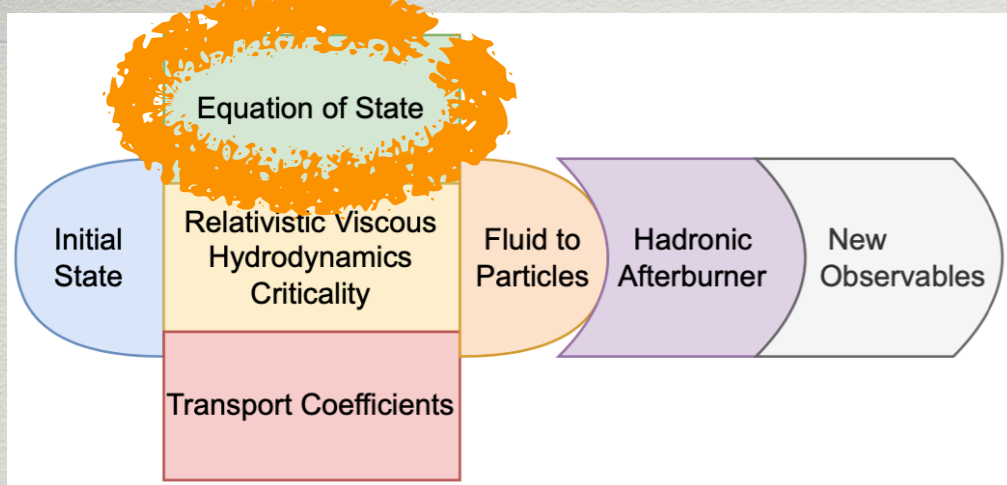 Equation of State
Initial
State
Relativistic Viscous
Hydrodynamics
Criticality
Fluid to
Particles
Hadronic
Afterburner
New
Observables
Transport Coefficients